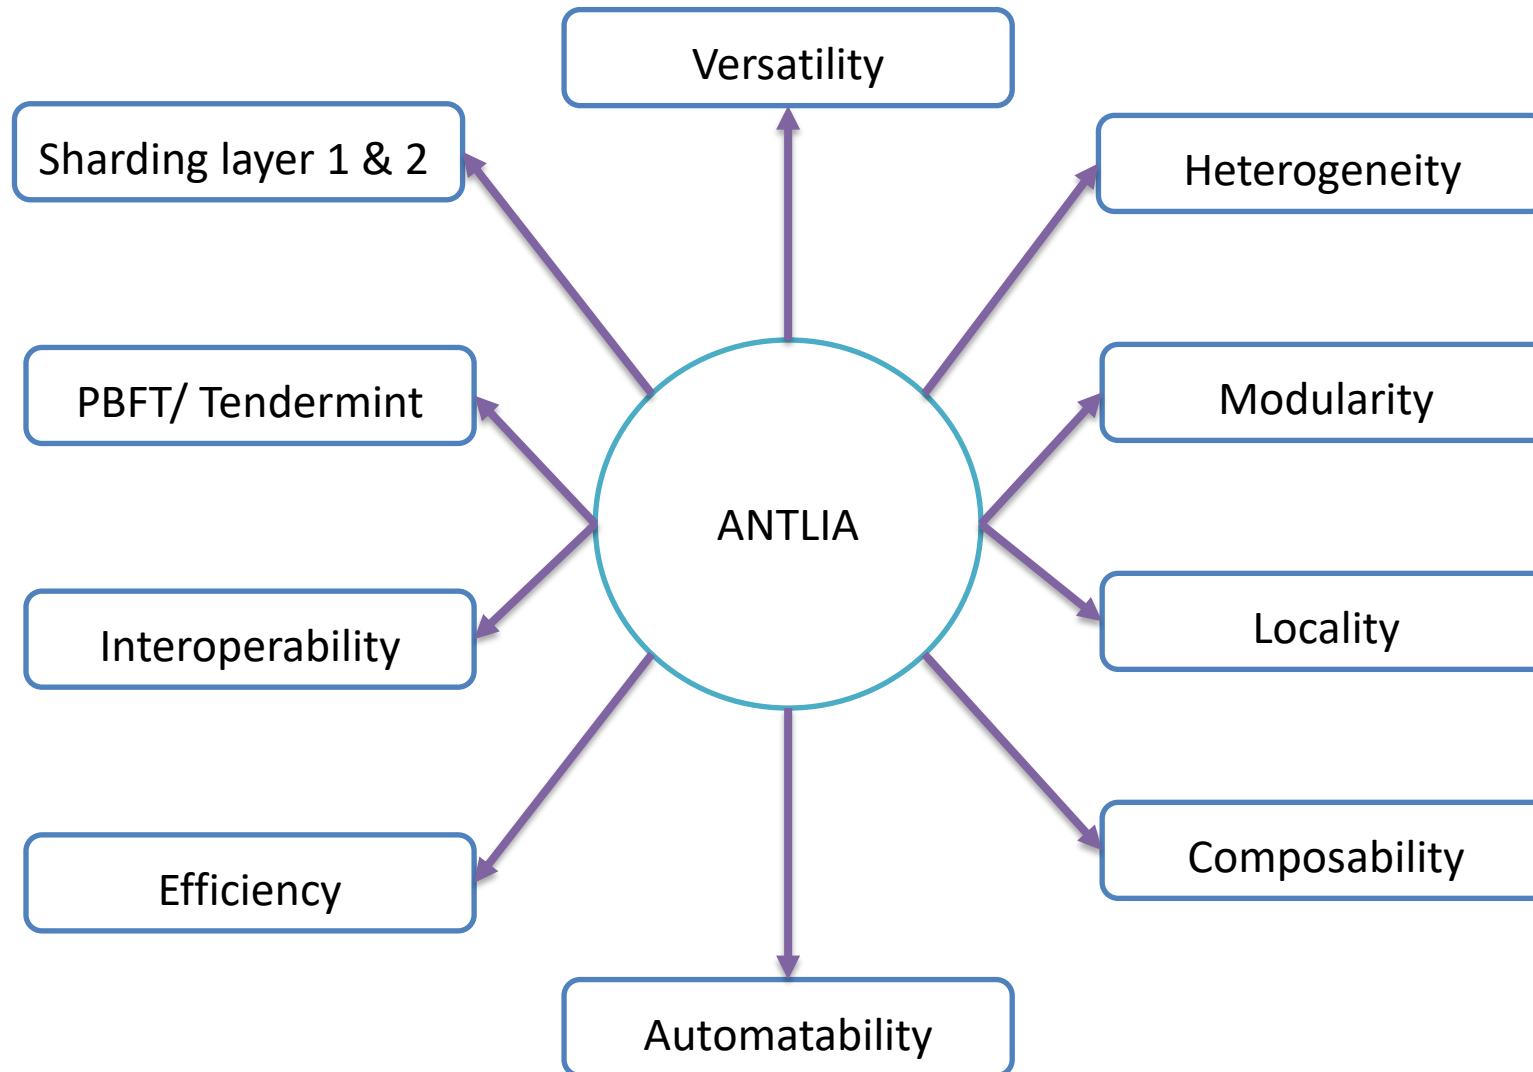 Versatility
Sharding layer 1 & 2
Heterogeneity
PBFT/ Tendermint
Modularity
ANTLIA
Interoperability
Locality
Efficiency
Composability
Automatability